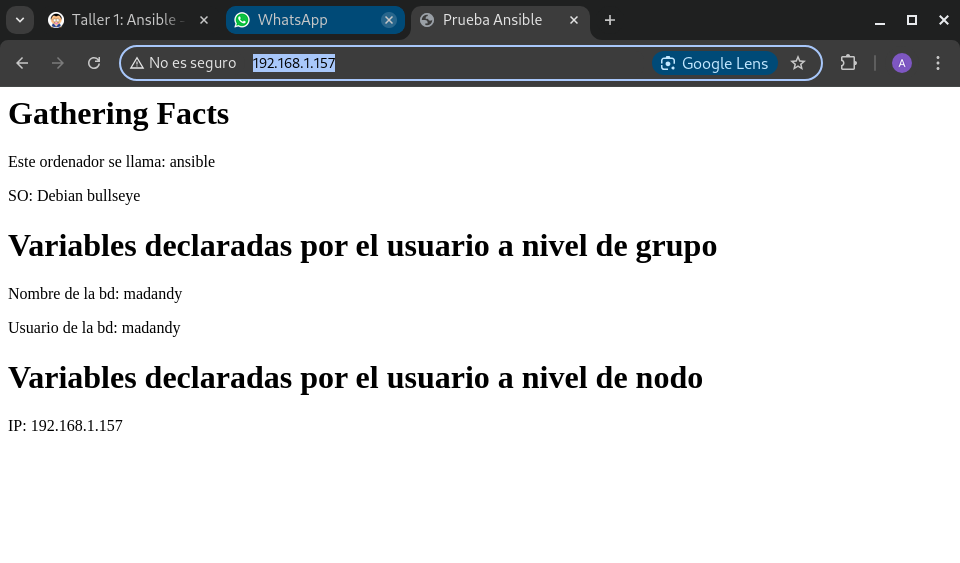 Taller 1: Ansible -
WhatsApp
Prueba Ansible
No es seguro 192.168.1.157 Google Lens
A
Gathering Facts
Este ordenador se llama: ansible
SO: Debian bullseye
Variables declaradas por el usuario a nivel de grupo
Nombre de la bd: madandy
Usuario de la bd: madandy
Variables declaradas por el usuario a nivel de nodo
IP: 192.168.1.157